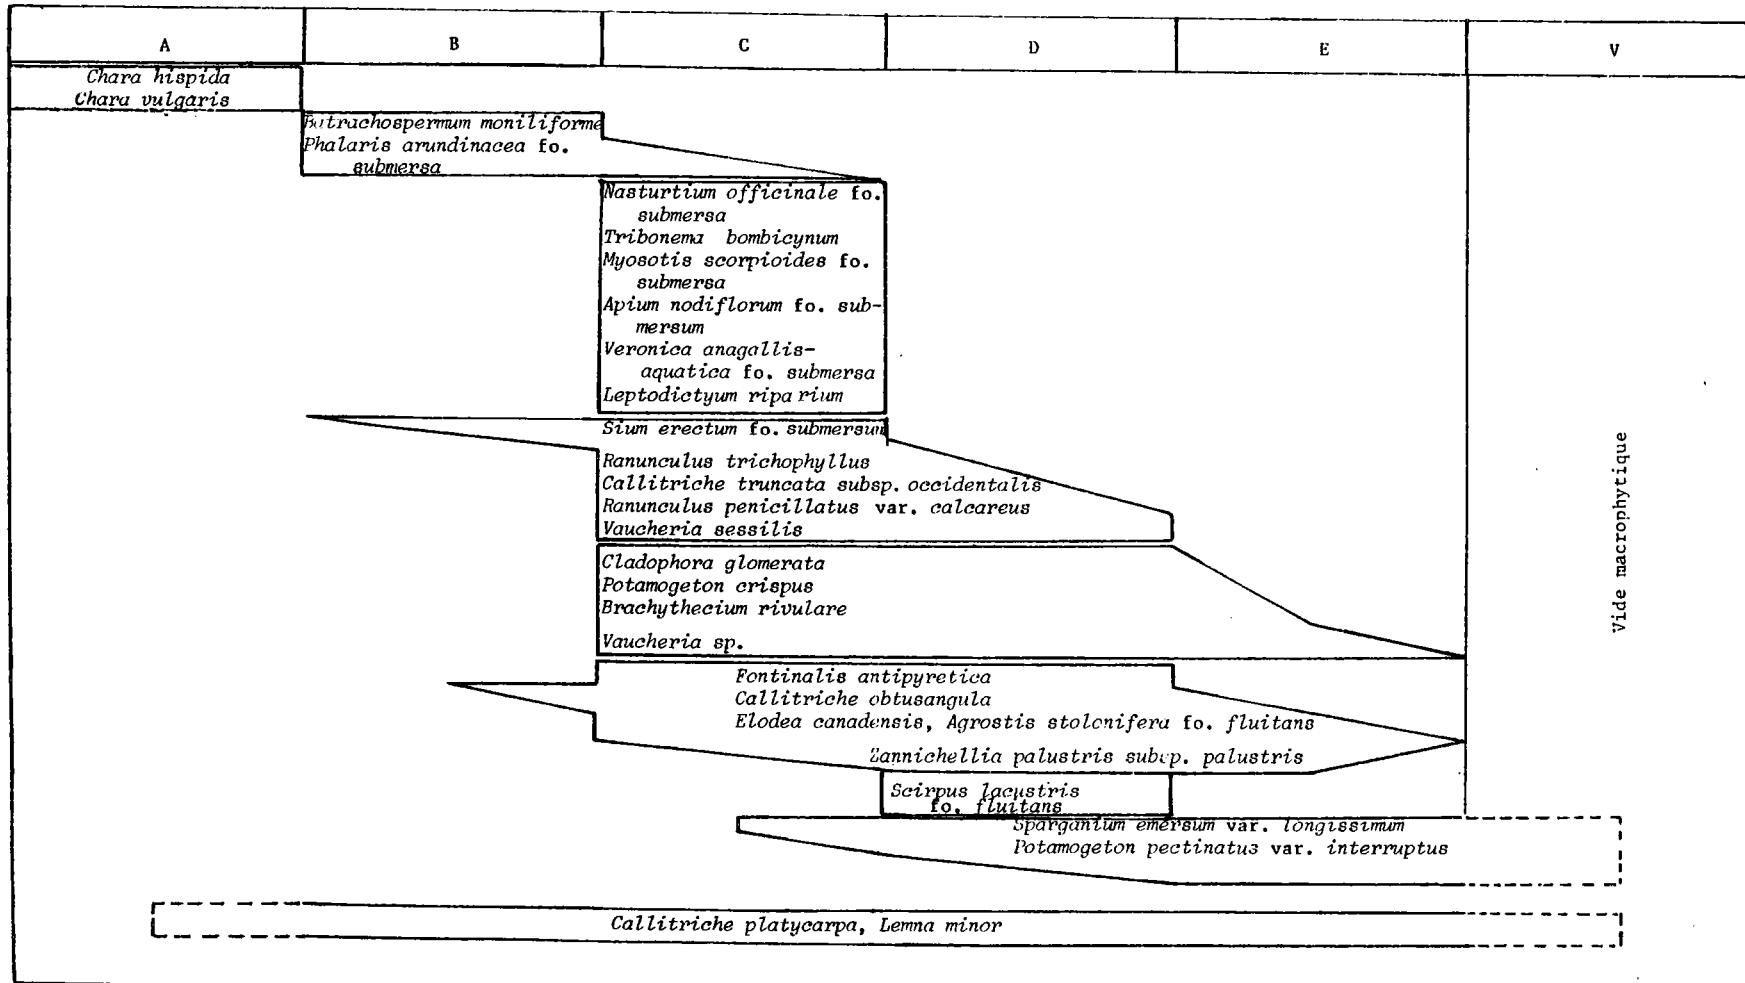 A B C D E V
Chara hispida
Chara vulgaris
Batrachospermum moniliforme
Phalaris arundinacea fo.
submersa
Nasturtium officinale fo.
submersa
Tribonema bombicynum
Myosotis scorpioides fo.
submersa
Apium nodiflorum fo. sub-
mersum
Veronica anagallis-
aquatica fo. submersa
Leptodictyum riparium
Sium erectum fo. submersum
Ranunculus trichophyllus
Callitriche truncata subsp. occidentalis
Ranunculus penicillatus var. calcareus
Vaucheria sessilis
Cladophora glomerata
Potamogeton crispus
Brachythecium rivulare
Vaucheria sp.
Fontinalis antipyretica
Callitriche obtusangula
Elodea canadensis, Agrostis stolonifera fo. fluitans
Zannichellia palustris subsp. palustris
Scirpus lacustris
fo. fluitans
Sparganium emersum var. longissimum
Potamogeton pectinatus var. interruptus
Callitriche platycarpa, Lemna minor
Vide macrophytique